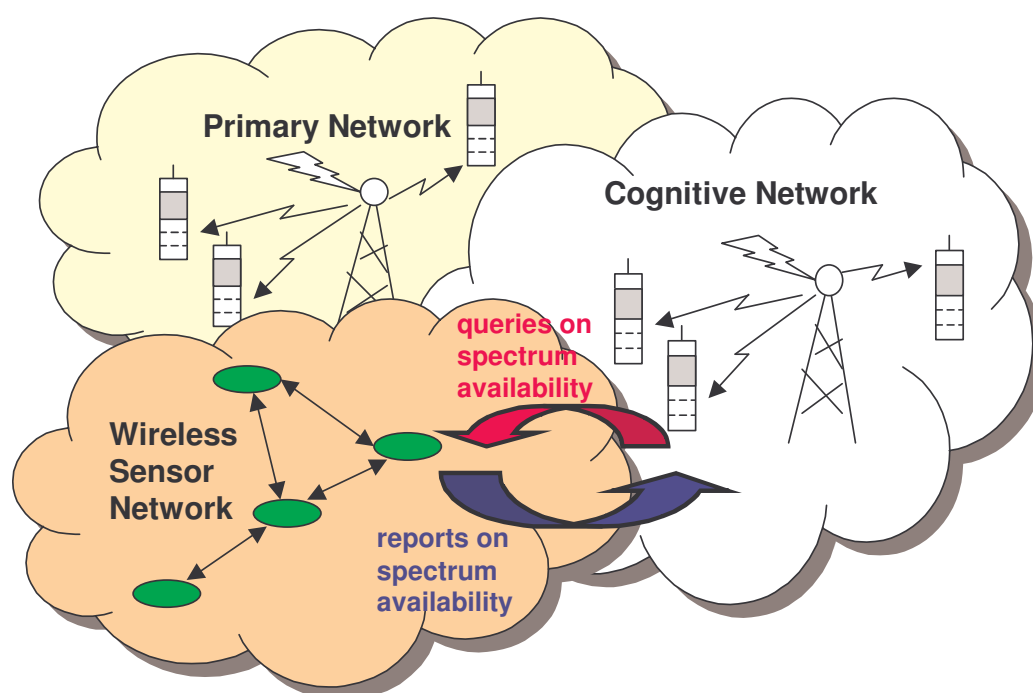 Primary Network
Cognitive Network
queries on
spectrum
availability
Wireless
Sensor
Network
reports on
spectrum
availability